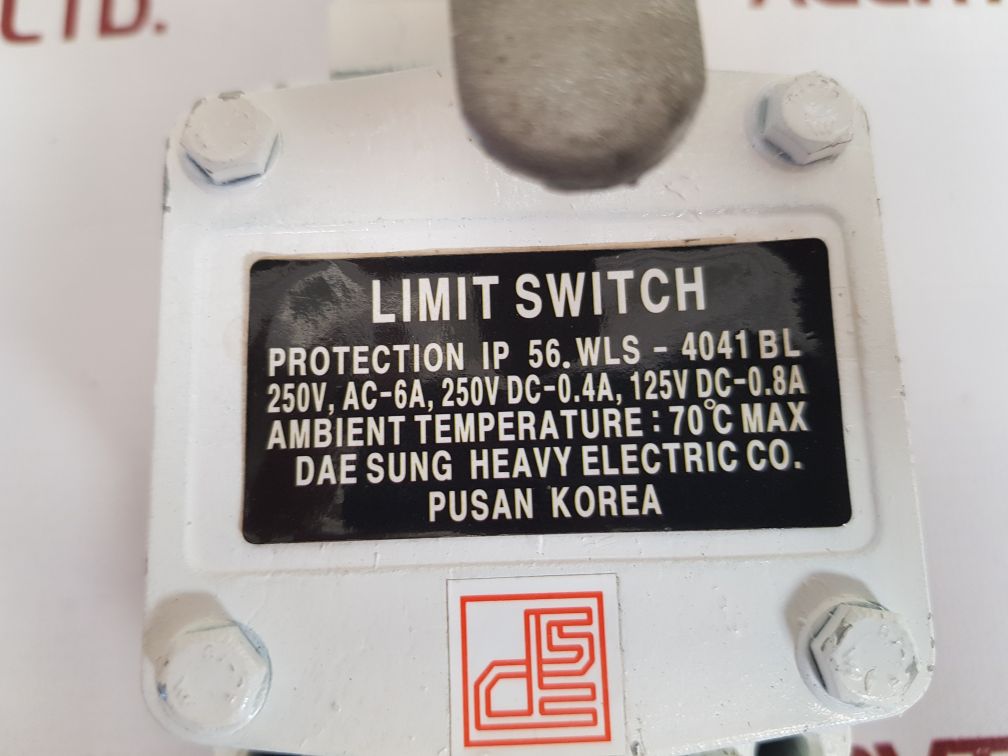 LTD.
LIMIT SWITCH
PROTECTION IP 56. WLS - 4041 BL
250V, AC-6A, 250V DC-0.4A, 125V DC-0.8A
AMBIENT TEMPERATURE : 70°C MAX
DAE SUNG HEAVY ELECTRIC CO.
PUSAN KOREA